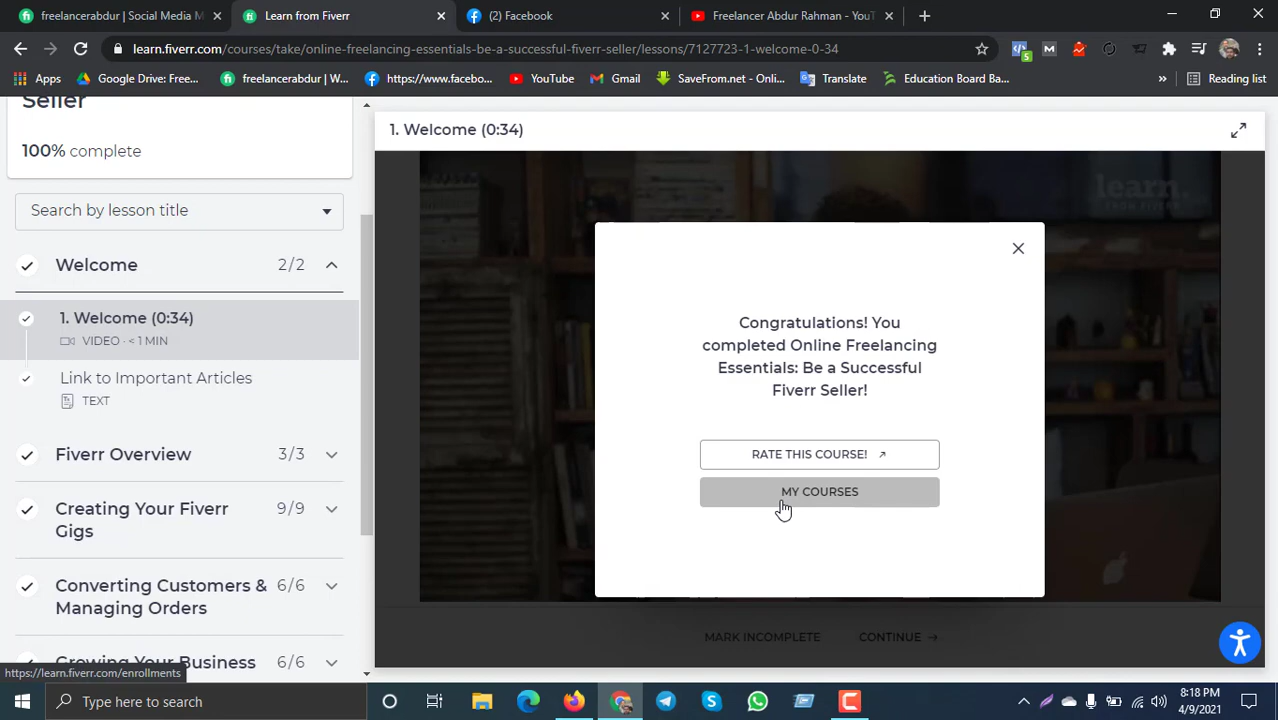 freelancerabdur | Social Media M
Learn from Fiverr
(2) Facebook
Freelancer Abdur Rahman - YouT
learn.fiverr.com/courses/take/online-freelancing-essentials-be-a-successful-fiverr-seller/lessons/7127723-1-welcome-0-34
Apps
Google Drive: Free...
freelancerabdur | W...
https://www.facebo...
YouTube
Gmail
SaveFrom.net - Onlin...
Translate
Education Board Ba...
»
Reading list
Seller
100% complete
Search by lesson title
Welcome 2/2
1. Welcome (0:34)
VIDEO · < 1 MIN
Link to Important Articles
TEXT
Fiverr Overview 3/3
Creating Your Fiverr 9/9
Gigs
Converting Customers & 6/6
Managing Orders
Growing Your Business 6/6
https://learn.fiverr.com/enrollments
1. Welcome (0:34)
learn.
FROM FIVERR
Congratulations! You
completed Online Freelancing
Essentials: Be a Successful
Fiverr Seller!
RATE THIS COURSE!
MY COURSES
MARK INCOMPLETE
CONTINUE
Type here to search
8:18 PM
4/9/2021